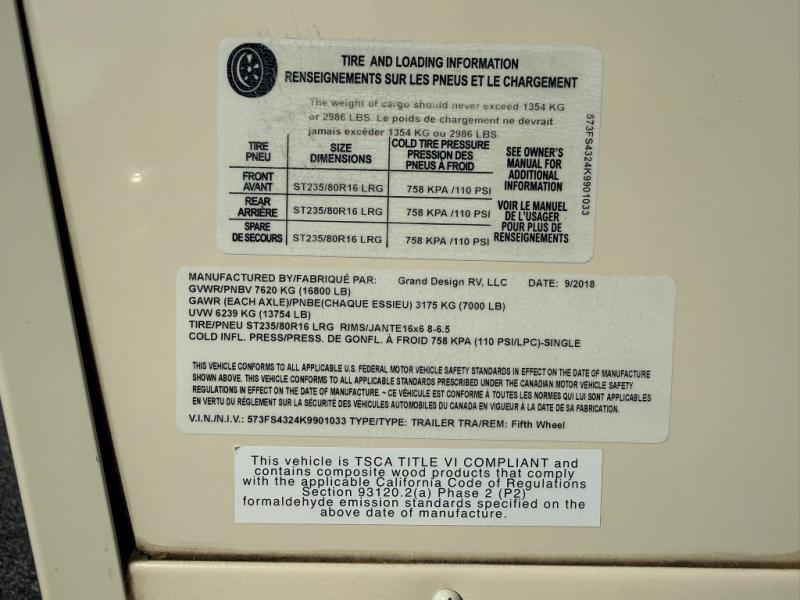 TIRE AND LOADING INFORMATION
RENSEIGNEMENTS SUR LES PNEUS ET LE CHARGEMENT
The weight of cargo should never exceed 1354 KG
or 2986 LBS. Le poids de chargement ne devrait
jamais excéder 1354 KG ou 2986 LBS
TIRE
PNEU
SIZE
DIMENSIONS
COLD TIRE PRESSURE
PRESSION DES
PNEUS À FROID
SEE OWNER'S
MANUAL FOR
ADDITIONAL
INFORMATION
FRONT
AVANT
ST235/80R16 LRG
758 KPA /110 PSI
REAR
ARRIÈRE
ST235/80R16 LRG
758 KPA /110 PSI
VOIR LE MANUEL
DE L'USAGER
POUR PLUS DE
RENSEIGNEMENTS
SPARE
DE SECOURS
ST235/80R16 LRG
758 KPA /110 PSI
573FS4324K9901033
MANUFACTURED BY/FABRIQUÉ PAR: Grand Design RV, LLC DATE: 9/2018
GVWR/PNBV 7620 KG (16800 LB)
GAWR (EACH AXLE)/PNBE(CHAQUE ESSIEU) 3175 KG (7000 LB)
UVW 6239 KG (13754 LB)
TIRE/PNEU ST235/80R16 LRG RIMS/JANTE16x6 8-6.5
COLD INFL. PRESS/PRESS. DE GONFL. À FROID 758 KPA (110 PSI/LPC)-SINGLE
THIS VEHICLE CONFORMS TO ALL APPLICABLE U.S. FEDERAL MOTOR VEHICLE SAFETY STANDARDS IN EFFECT ON THE DATE OF MANUFACTURE
SHOWN ABOVE. THIS VEHICLE CONFORMS TO ALL APPLICABLE STANDARDS PRESCRIBED UNDER THE CANADIAN MOTOR VEHICLE SAFETY
REGULATIONS IN EFFECT ON THE DATE OF MANUFACTURE. ~ CE VÉHICULE EST CONFORME À TOUTES LES NORMES QUI LUI SONT APPLICABLES
EN VERTU DU RÈGLEMENT SUR LA SÉCURITÉ DES VÉHICULES AUTOMOBILES DU CANADA EN VIGUEUR À LA DATE DE SA FABRICATION.
V.I.N./N.I.V.: 573FS4324K9901033 TYPE/TYPE: TRAILER TRA/REM: Fifth Wheel
This vehicle is TSCA TITLE VI COMPLIANT and
contains composite wood products that comply
with the applicable California Code of Regulations
Section 93120.2(a) Phase 2 (P2)
formaldehyde emission standards specified on the
above date of manufacture.